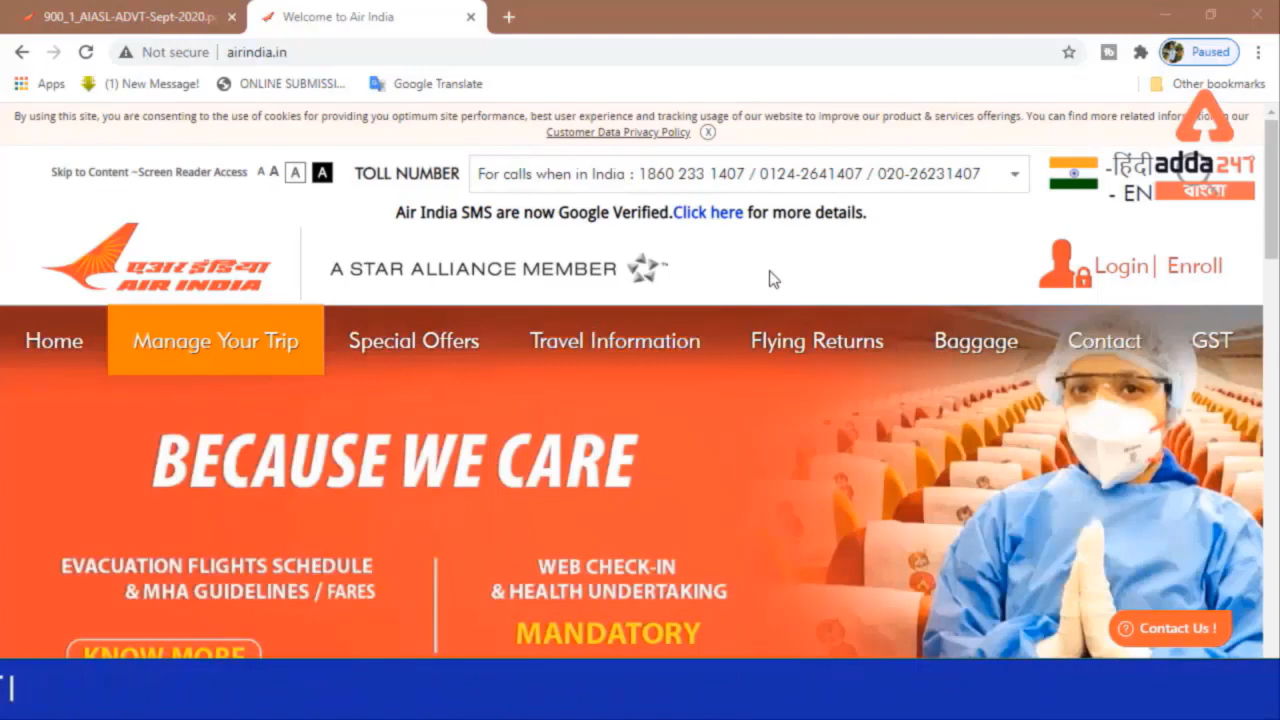 900_1_AIASL-ADVT-Sept-2020.p
Welcome to Air India
Not secure | airindia.in
Paused
Apps
(1) New Message!
ONLINE SUBMISSI...
Google Translate
Other bookmarks
By using this site, you are consenting to the use of cookies for providing you optimum site performance, best user experience and tracking usage of our website to improve our product & services offerings. You can find more related our
Customer Data Privacy Policy (X)
Skip to Content ~Screen Reader Access A A A A
TOLL NUMBER
For calls when in India : 1860 233 1407 / 0124-2641407 / 020-26231407
-हिंदी
- EN
adda247
বাংলা
Air India SMS are now Google Verified.Click here for more details.
एअर इंडिया
AIR INDIA
A STAR ALLIANCE MEMBER
Login| Enroll
Home
Manage Your Trip
Special Offers
Travel Information
Flying Returns
Baggage
Contact
GST
BECAUSE WE CARE
EVACUATION FLIGHTS SCHEDULE
& MHA GUIDELINES / FARES
KNOW MORE
WEB CHECK-IN
& HEALTH UNDERTAKING
MANDATORY
Contact Us !